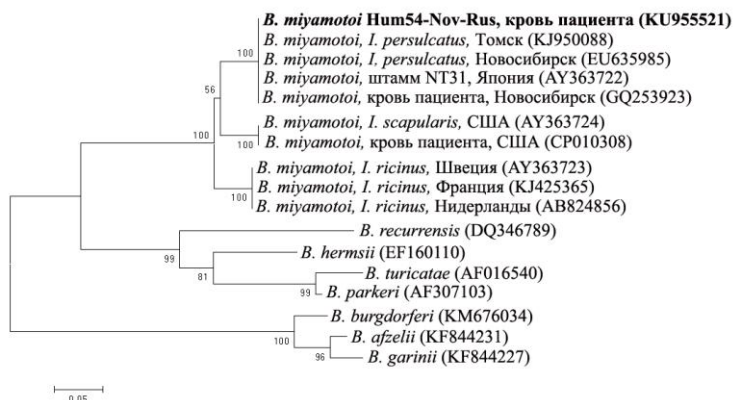 B. miyamotoi Hum54-Nov-Rus, кровь пациента (KU955521)
B. miyamotoi, I. persulcatus, Томск (KJ950088)
100
B. miyamotoi, I. persulcatus, Новосибирск (EU635985)
B. miyamotoi, штамм NT31, Япония (AY363722)
56
B. miyamotoi, кровь пациента, Новосибирск (GQ253923)
B. miyamotoi, I. scapularis, США (AY363724)
100
100
B. miyamotoi, кровь пациента, США (CP010308)
B. miyamotoi, I. ricinus, Швеция (AY363723)
B. miyamotoi, I. ricinus, Франция (KJ425365)
100
B. miyamotoi, I. ricinus, Нидерланды (AB824856)
B. recurrensis (DQ346789)
99
B. hermsii (EF160110)
81
B. turicatae (AF016540)
99
B. parkeri (AF307103)
B. burgdorferi (KM676034)
100
B. afzelii (KF844231)
96
B. garinii (KF844227)
0.05